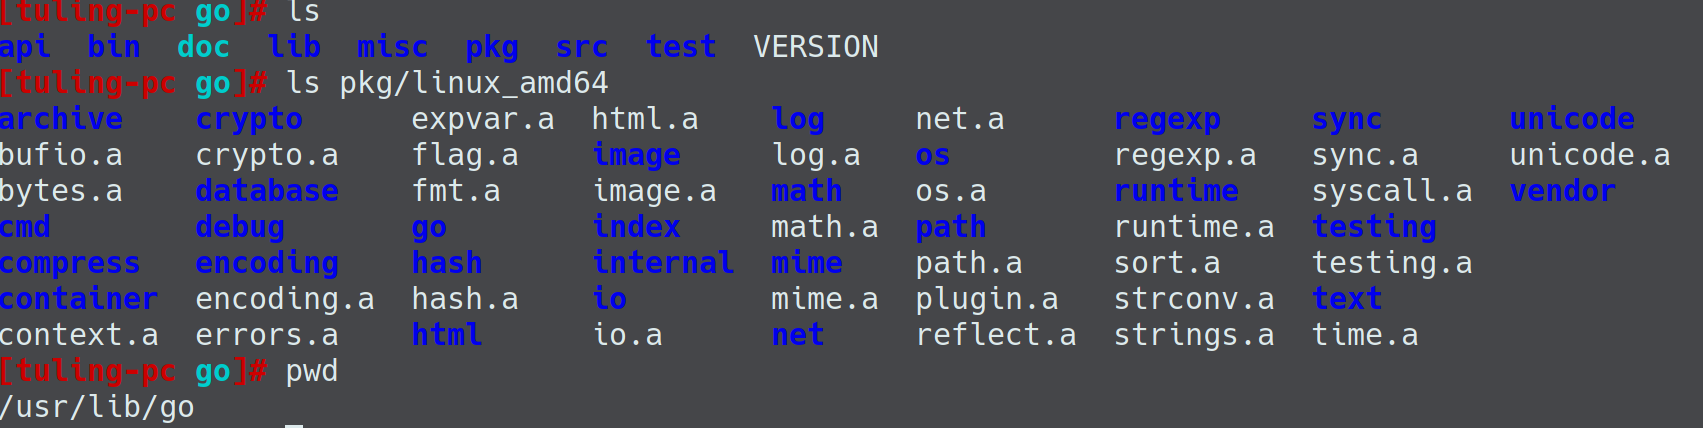 [tuling-pc go]# ls
api  bin  doc  lib  misc  pkg  src  test  VERSION
[tuling-pc go]# ls pkg/linux_amd64
archive    crypto      expvar.a  html.a    log     net.a      regexp     sync       unicode
bufio.a    crypto.a    flag.a    image     log.a   os         regexp.a   sync.a     unicode.a
bytes.a    database    fmt.a     image.a   math    os.a       runtime    syscall.a  vendor
cmd        debug       go        index     math.a  path       runtime.a  testing
compress   encoding    hash      internal  mime    path.a     sort.a     testing.a
container  encoding.a  hash.a    io        mime.a  plugin.a   strconv.a  text
context.a  errors.a    html      io.a      net     reflect.a  strings.a  time.a
[tuling-pc go]# pwd
/usr/lib/go